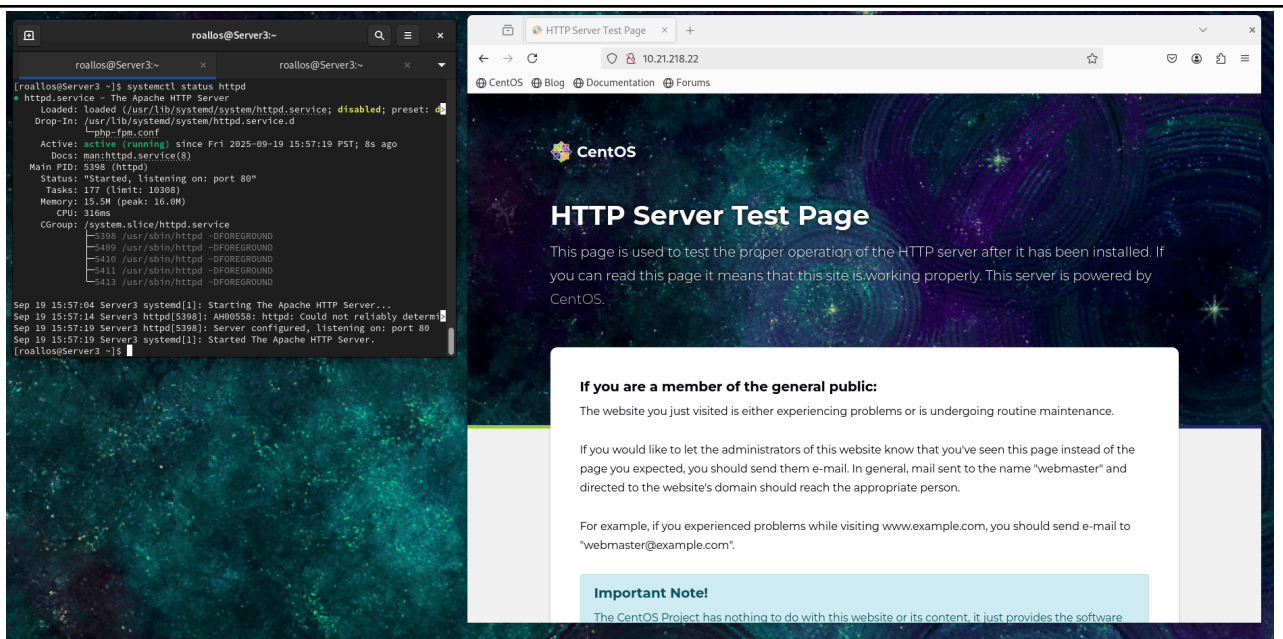 roallos@Server3:~
roallos@Server3:~
roallos@Server3:~
[roallos@Server3 ~]$ systemctl status httpd
httpd.service - The Apache HTTP Server
Loaded: loaded (/usr/lib/systemd/system/httpd.service; disabled; preset: d>
Drop-In: /usr/lib/systemd/system/httpd.service.d
└─php-fpm.conf
Active: active (running) since Fri 2025-09-19 15:57:19 PST; 8s ago
Docs: man:httpd.service(8)
Main PID: 5398 (httpd)
Status: "Started, listening on: port 80"
Tasks: 177 (limit: 10308)
Memory: 15.5M (peak: 16.0M)
CPU: 316ms
CGroup: /system.slice/httpd.service
├─5398 /usr/sbin/httpd -DFOREGROUND
├─5409 /usr/sbin/httpd -DFOREGROUND
├─5410 /usr/sbin/httpd -DFOREGROUND
├─5411 /usr/sbin/httpd -DFOREGROUND
└─5413 /usr/sbin/httpd -DFOREGROUND
Sep 19 15:57:04 Server3 systemd[1]: Starting The Apache HTTP Server...
Sep 19 15:57:14 Server3 httpd[5398]: AH00558: httpd: Could not reliably determi>
Sep 19 15:57:19 Server3 httpd[5398]: Server configured, listening on: port 80
Sep 19 15:57:19 Server3 systemd[1]: Started The Apache HTTP Server.
[roallos@Server3 ~]$
HTTP Server Test Page
10.21.218.22
CentOS Blog Documentation Forums
CentOS
HTTP Server Test Page
This page is used to test the proper operation of the HTTP server after it has been installed. If
you can read this page it means that this site is working properly. This server is powered by
CentOS.
If you are a member of the general public:
The website you just visited is either experiencing problems or is undergoing routine maintenance.
If you would like to let the administrators of this website know that you've seen this page instead of the
page you expected, you should send them e-mail. In general, mail sent to the name "webmaster" and
directed to the website's domain should reach the appropriate person.
For example, if you experienced problems while visiting www.example.com, you should send e-mail to
"webmaster@example.com".
Important Note!
The CentOS Project has nothing to do with this website or its content, it just provides the software